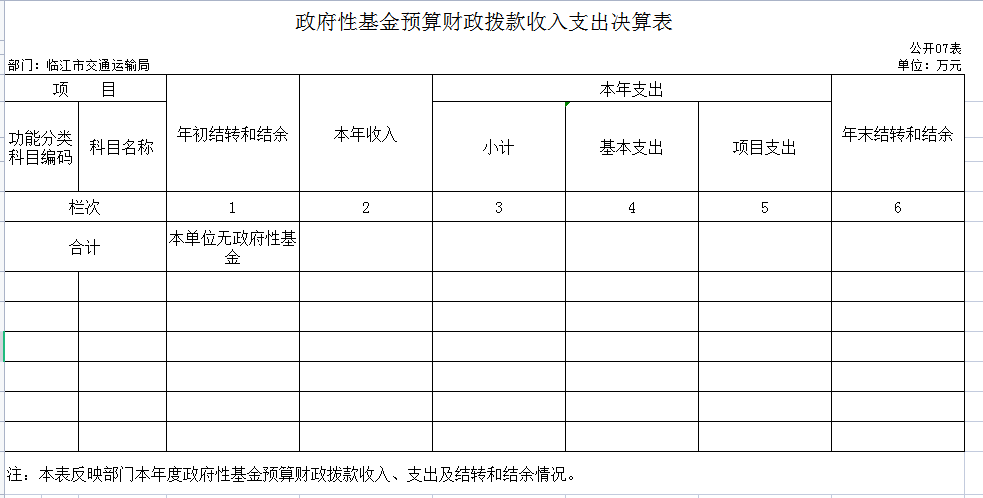 政府性基金预算财政拨款收入支出决算表
公开07表
部门：临江市交通运输局
单位：万元
项 目
年初结转和结余
本年收入
本年支出
年末结转和结余
功能分类
科目编码
科目名称
小计
基本支出
项目支出
栏次
1
2
3
4
5
6
合计
本单位无政府性基
金
注：本表反映部门本年度政府性基金预算财政拨款收入、支出及结转和结余情况。